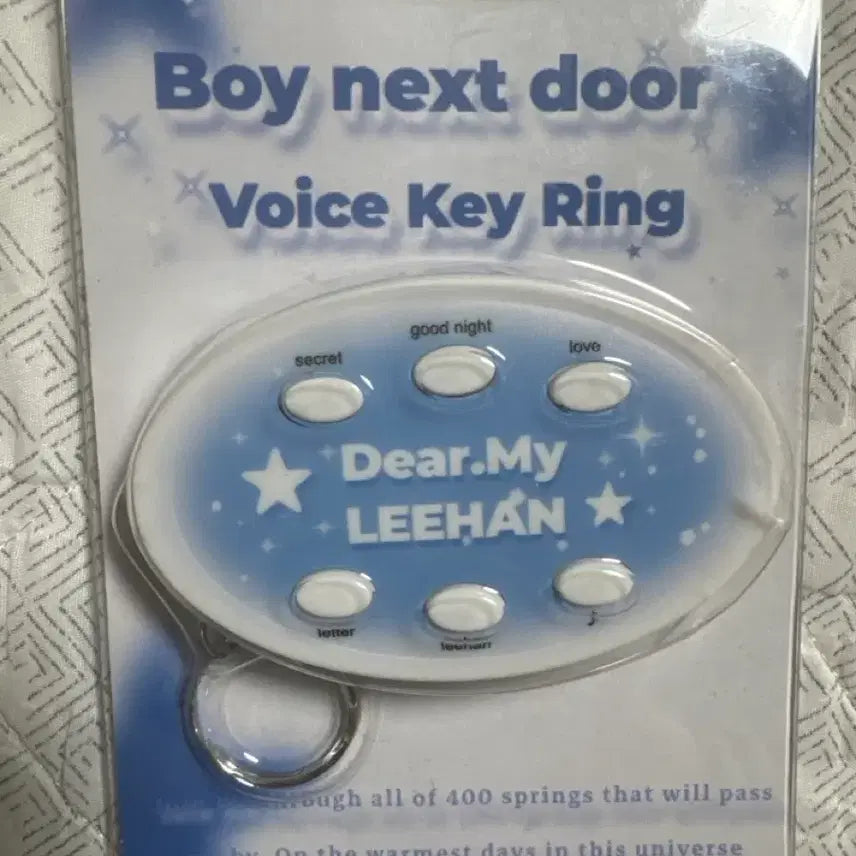 Boy next door
Voice Key Ring
good night
secret
love
Dear.My
LEEHAN
letter
leehan
♪
all of 400 springs that will pass
by. On the warmest days in this universe